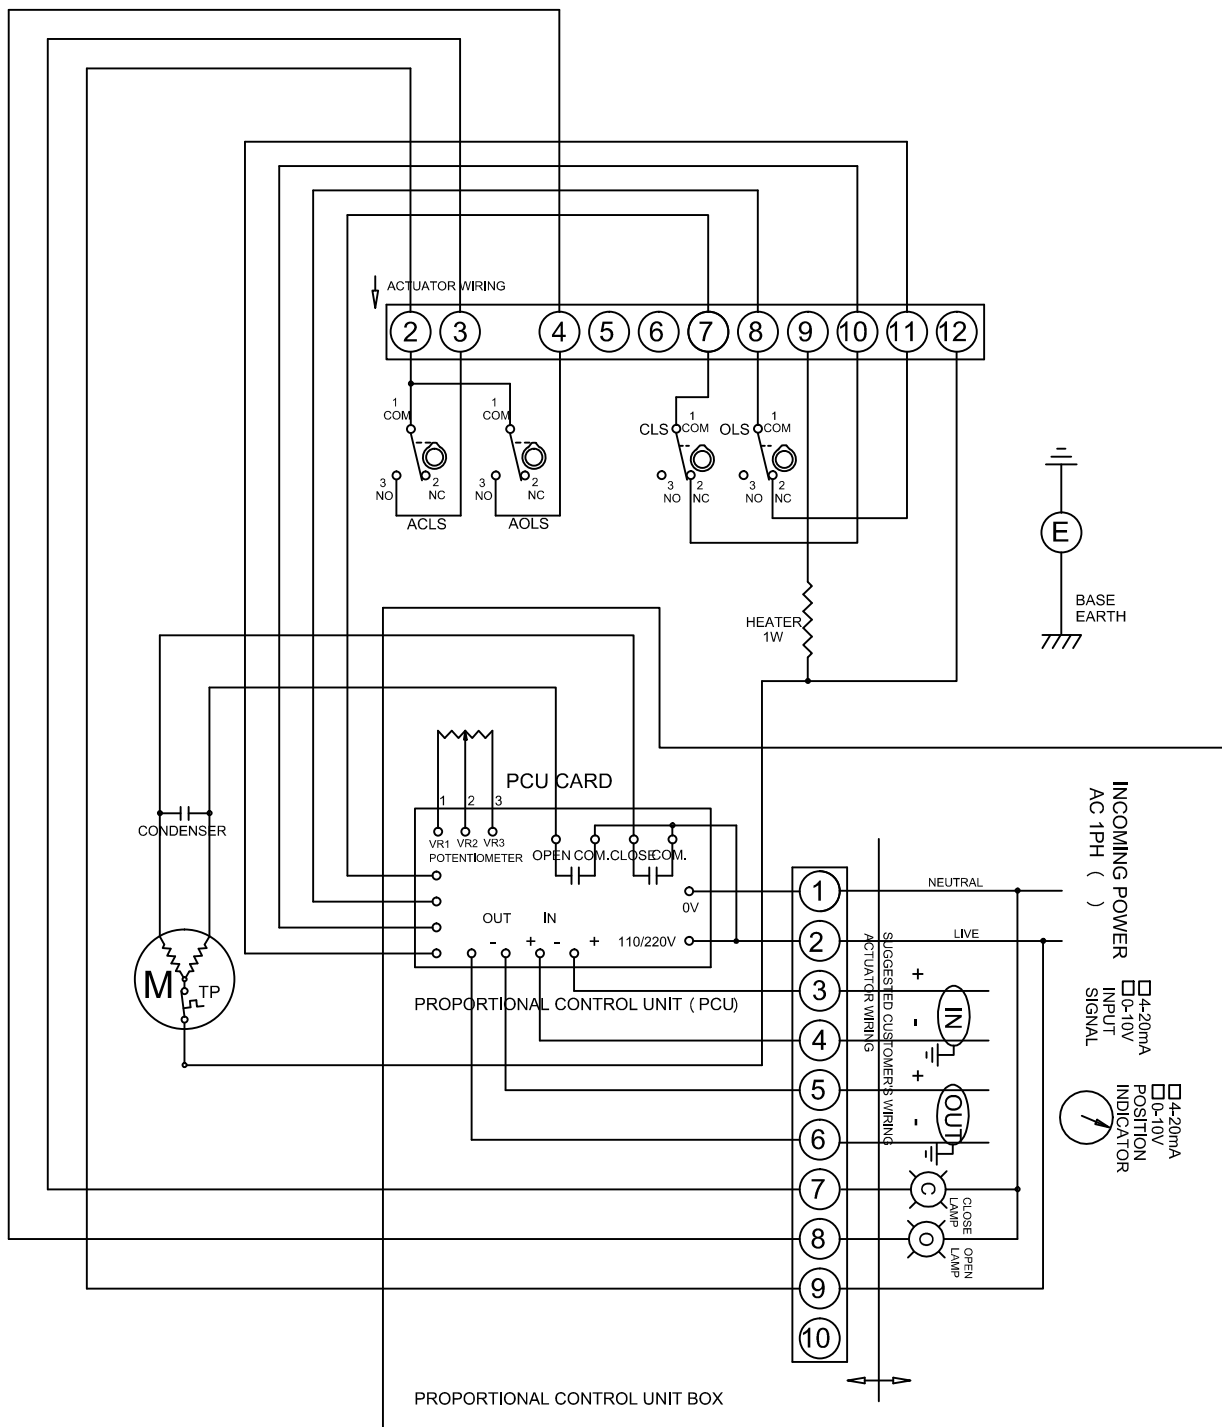 ACTUATOR WIRING
2 3 4 5 6 7 8 9 10 11 12
1
COM
3
NO
2
NC
ACLS
1
COM
3
NO
2
NC
AOLS
CLS
1
COM
3
NO
2
NC
OLS
1
COM
3
NO
2
NC
HEATER
1W
E
BASE
EARTH
CONDENSER
M
TP
PCU CARD
1 2 3
VR1 VR2 VR3
POTENTIOMETER
OPEN COM. CLOSE COM.
0V
110/220V
OUT IN
- + - +
PROPORTIONAL CONTROL UNIT (PCU)
1
2
3
4
5
6
7
8
9
10
SUGGESTED CUSTOMER'S WIRING
ACTUATOR WIRING
NEUTRAL
LIVE
+
-
IN
+
-
OUT
C
CLOSE
LAMP
O
OPEN
LAMP
INCOMING POWER
AC 1PH ( )
4-20mA
0-10V
INPUT
SIGNAL
4-20mA
0-10V
POSITION
INDICATOR
PROPORTIONAL CONTROL UNIT BOX